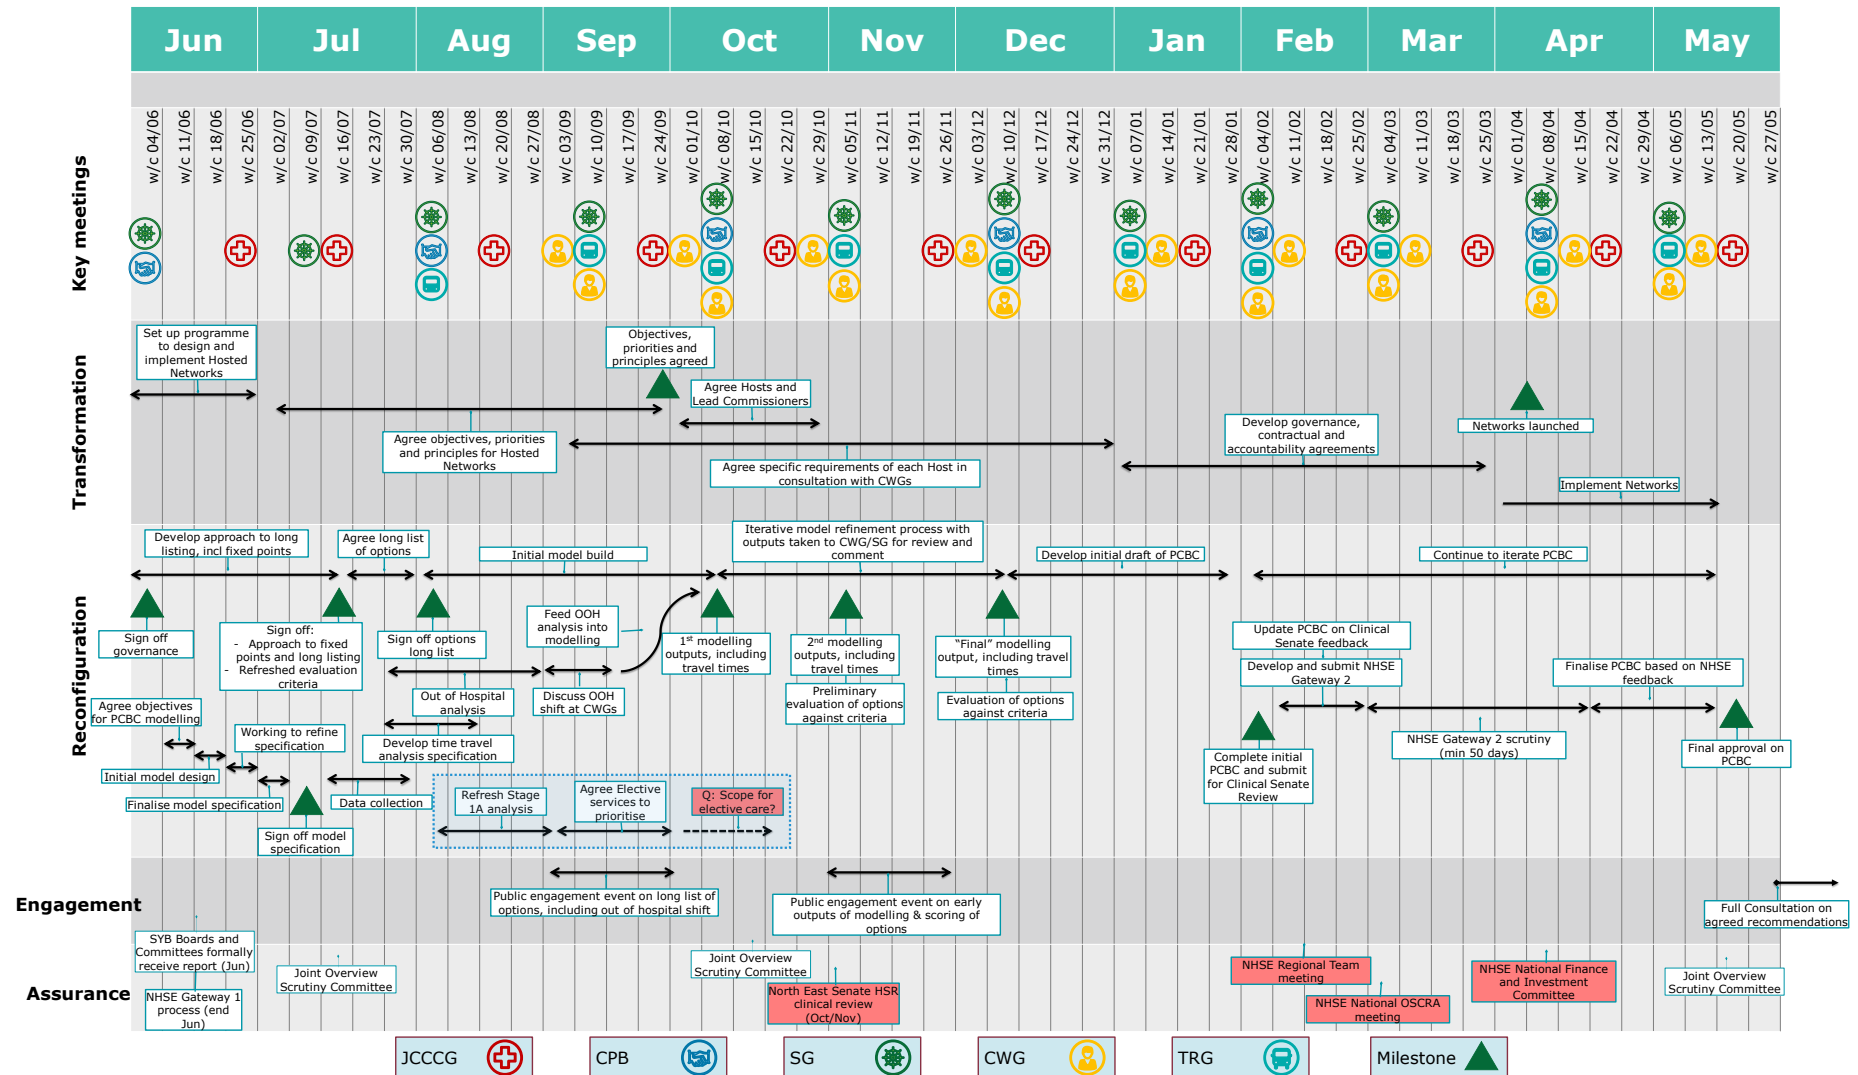 Jun Jul Aug Sep Oct Nov Dec Jan Feb Mar Apr May
w/c 04/06
w/c 11/06
w/c 18/06
w/c 25/06
w/c 02/07
w/c 09/07
w/c 16/07
w/c 23/07
w/c 30/07
w/c 06/08
w/c 13/08
w/c 20/08
w/c 27/08
w/c 03/09
w/c 10/09
w/c 17/09
w/c 24/09
w/c 01/10
w/c 08/10
w/c 15/10
w/c 22/10
w/c 29/10
w/c 05/11
w/c 12/11
w/c 19/11
w/c 26/11
w/c 03/12
w/c 10/12
w/c 17/12
w/c 24/12
w/c 31/12
w/c 07/01
w/c 14/01
w/c 21/01
w/c 28/01
w/c 04/02
w/c 11/02
w/c 18/02
w/c 25/02
w/c 04/03
w/c 11/03
w/c 18/03
w/c 25/03
w/c 01/04
w/c 08/04
w/c 15/04
w/c 22/04
w/c 29/04
w/c 06/05
w/c 13/05
w/c 20/05
w/c 27/05
Key meetings
Transformation
Set up programme
to design and
implement Hosted
Networks
Objectives,
priorities and
principles agreed
Agree Hosts and
Lead Commissioners
Agree objectives, priorities
and principles for Hosted
Networks
Agree specific requirements of each Host in
consultation with CWGs
Develop governance,
contractual and
accountability agreements
Networks launched
Implement Networks
Reconfiguration
Develop approach to long
listing, incl fixed points
Agree long list
of options
Initial model build
Iterative model refinement process with
outputs taken to CWG/SG for review and
comment
Develop initial draft of PCBC
Continue to iterate PCBC
Sign off
governance
Sign off:
- Approach to fixed
points and long listing
- Refreshed evaluation
criteria
Sign off options
long list
Feed OOH
analysis into
modelling
1st modelling
outputs, including
travel times
2nd modelling
outputs, including
travel times
"Final" modelling
output, including travel
times
Update PCBC on Clinical
Senate feedback
Develop and submit NHSE
Gateway 2
Finalise PCBC based on NHSE
feedback
Agree objectives
for PCBC modelling
Out of Hospital
analysis
Discuss OOH
shift at CWGs
Preliminary
evaluation of options
against criteria
Evaluation of options
against criteria
Working to refine
specification
Develop time travel
analysis specification
NHSE Gateway 2 scrutiny
(min 50 days)
Final approval on
PCBC
Initial model design
Finalise model specification
Data collection
Refresh Stage
1A analysis
Agree Elective
services to
prioritise
Q: Scope for
elective care?
Complete initial
PCBC and submit
for Clinical Senate
Review
Sign off model
specification
Engagement
Public engagement event on long list of
options, including out of hospital shift
Public engagement event on early
outputs of modelling & scoring of
options
Full Consultation on
agreed recommendations
Assurance
SYB Boards and
Committees formally
receive report (Jun)
NHSE Gateway 1
process (end
Jun)
Joint Overview
Scrutiny Committee
Joint Overview
Scrutiny Committee
North East Senate HSR
clinical review
(Oct/Nov)
NHSE Regional Team
meeting
NHSE National OSCRA
meeting
NHSE National Finance
and Investment
Committee
Joint Overview
Scrutiny Committee
JCCCG
CPB
SG
CWG
TRG
Milestone